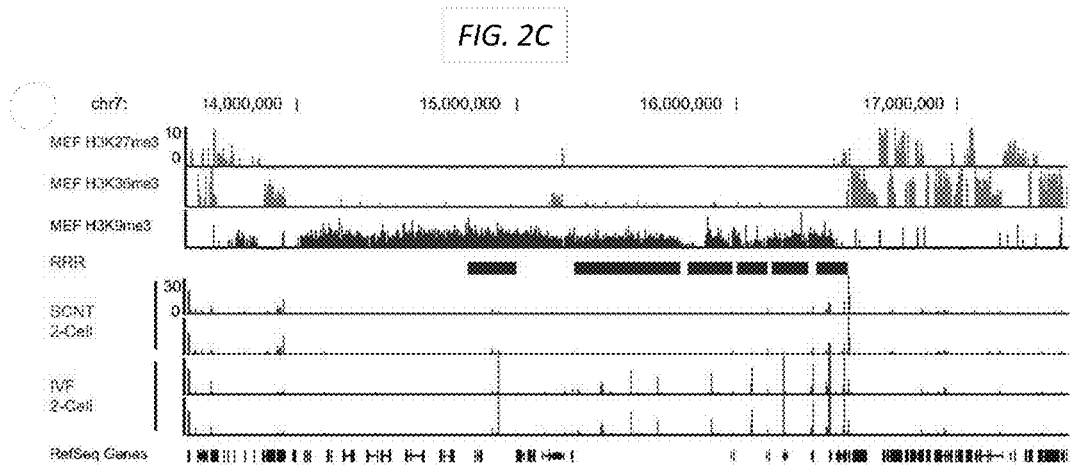 FIG. 2C
chr7: 14,000,000 | 15,000,000 | 16,000,000 | 17,000,000 |
MEF H3K27me3 10 0
MEF H3K36me3
MEF H3K9me3
RRR
SCNT 2-Cell 30 0
IVF 2-Cell
RefSeq Genes